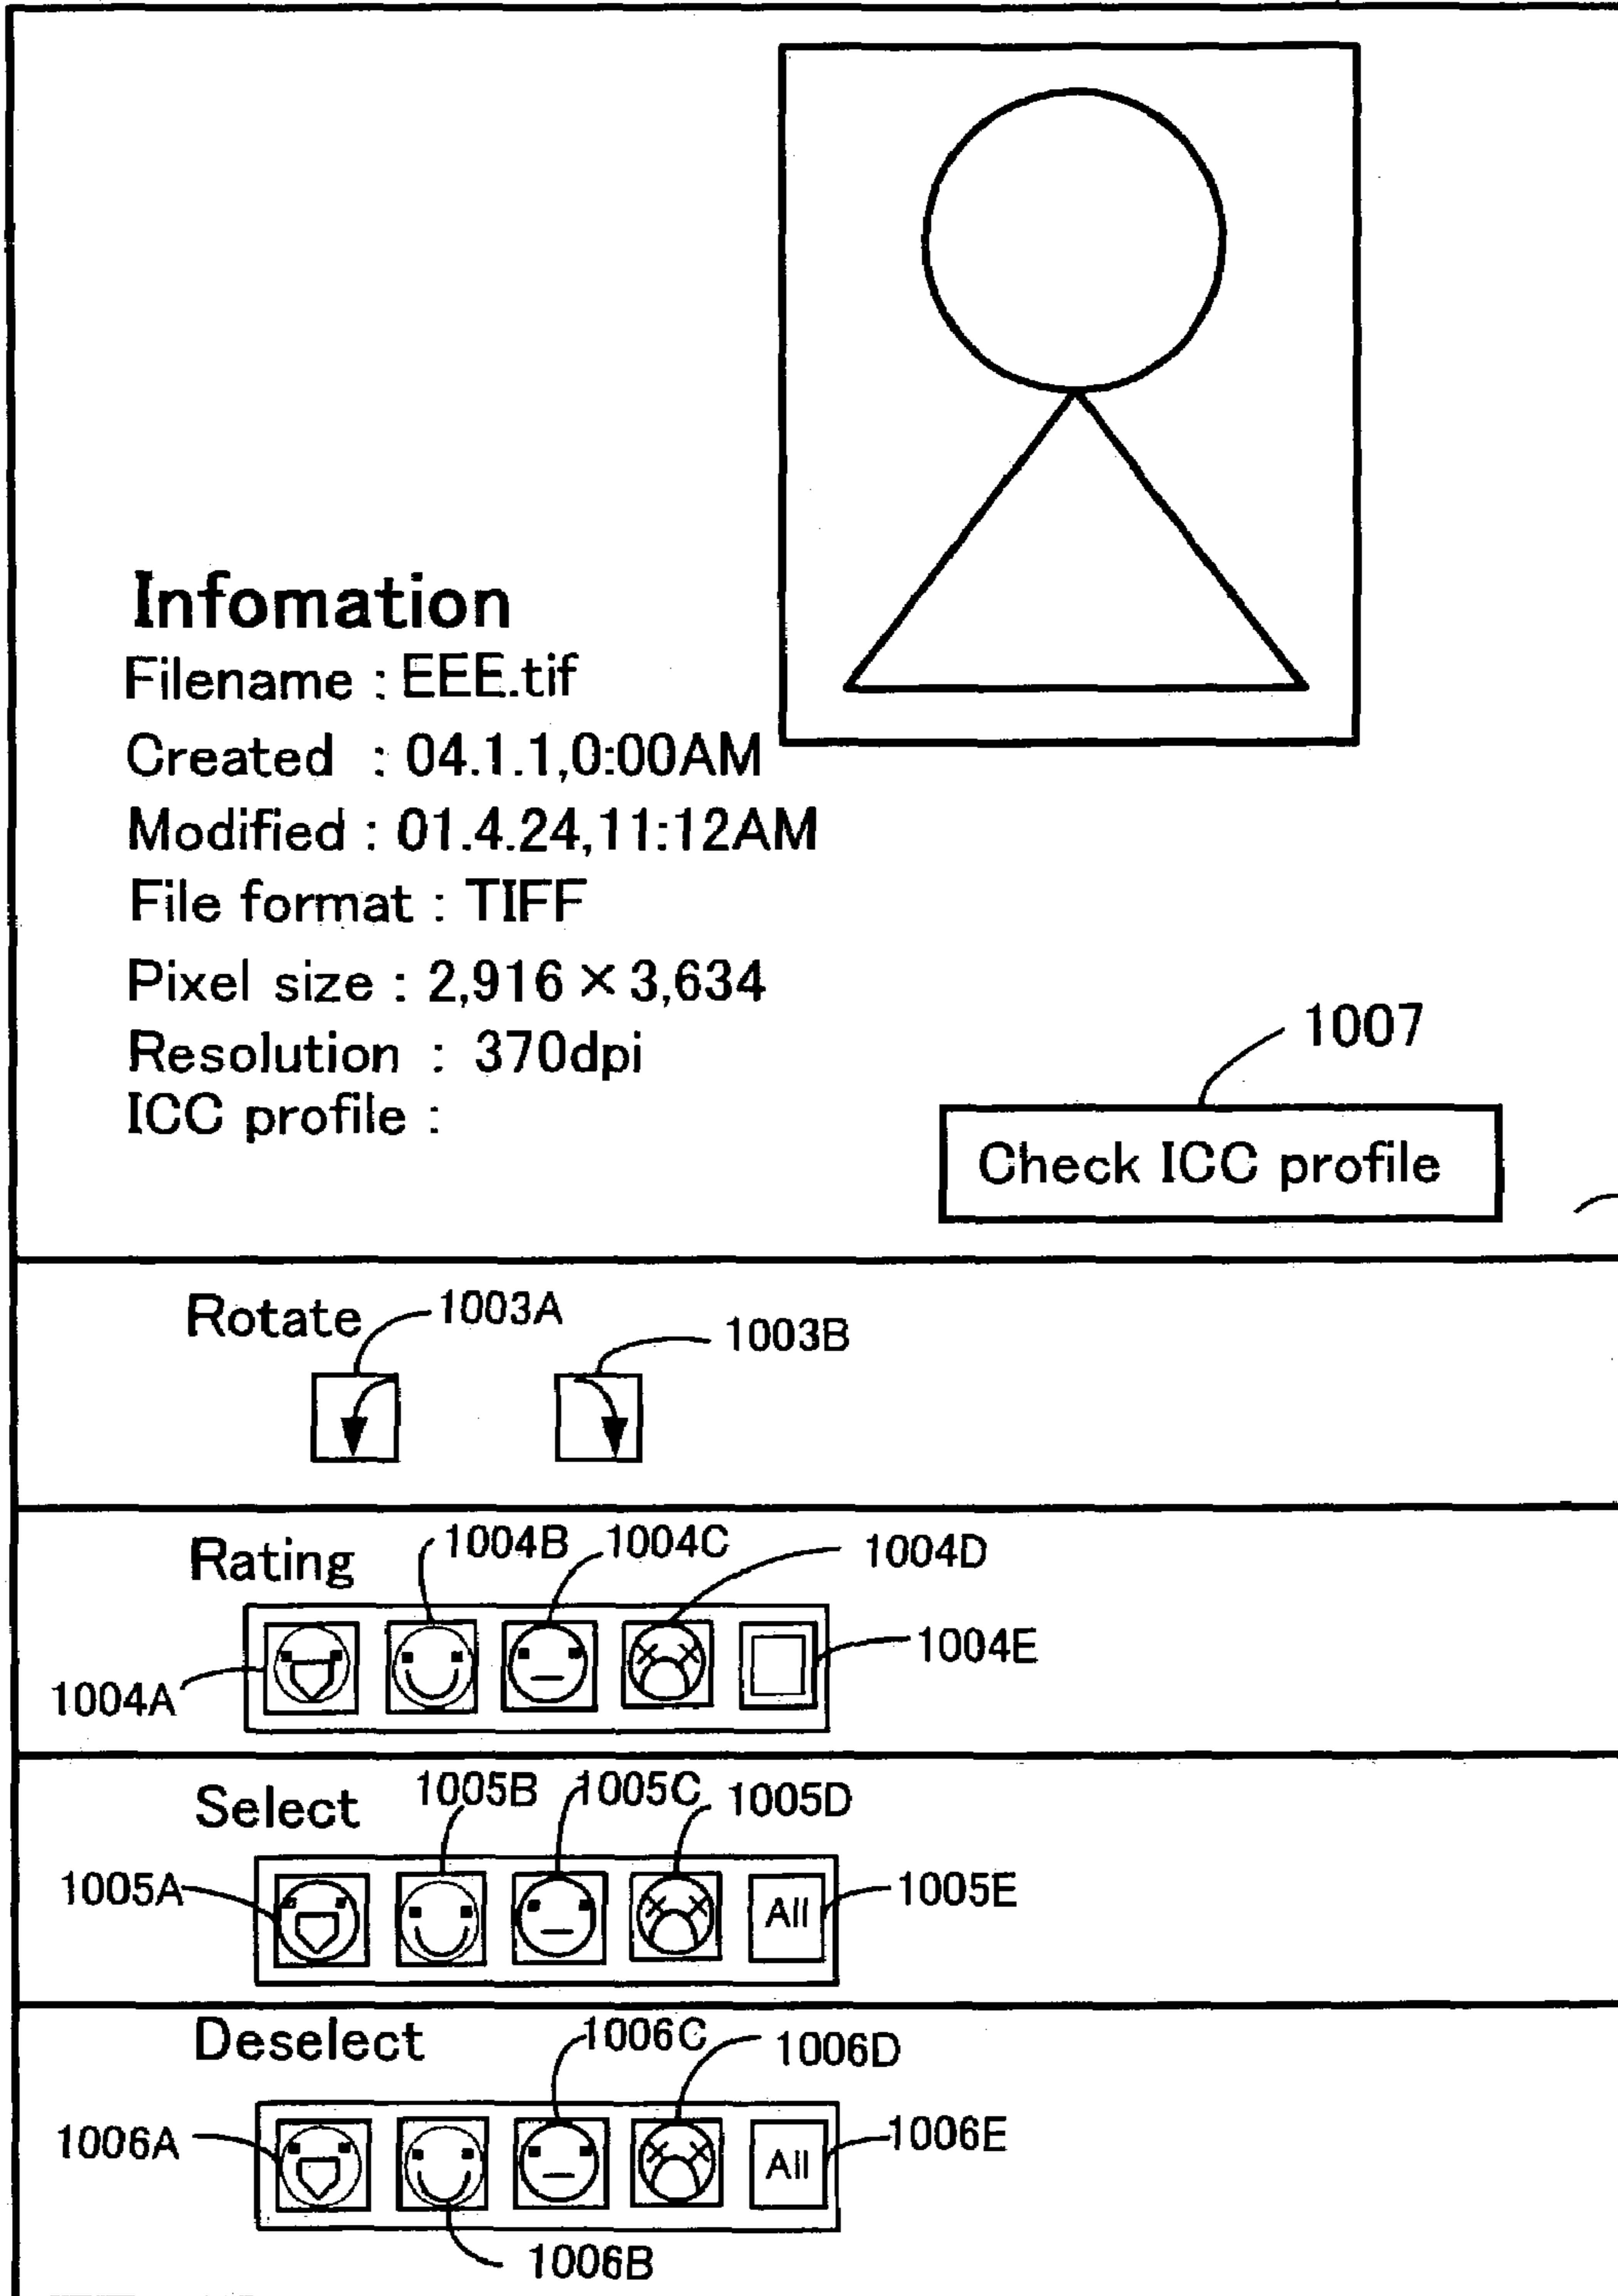 Infomation
Filename : EEE.tif
Created : 04.1.1,0:00AM
Modified : 01.4.24,11:12AM
File format : TIFF
Pixel size : 2,916 × 3,634
Resolution : 370dpi
ICC profile :
1007
Check ICC profile
Rotate
1003A
1003B
Rating
1004B
1004C
1004D
1004A
1004E
Select
1005B
1005C
1005D
1005A
All
1005E
Deselect
1006C
1006D
1006A
All
1006E
1006B